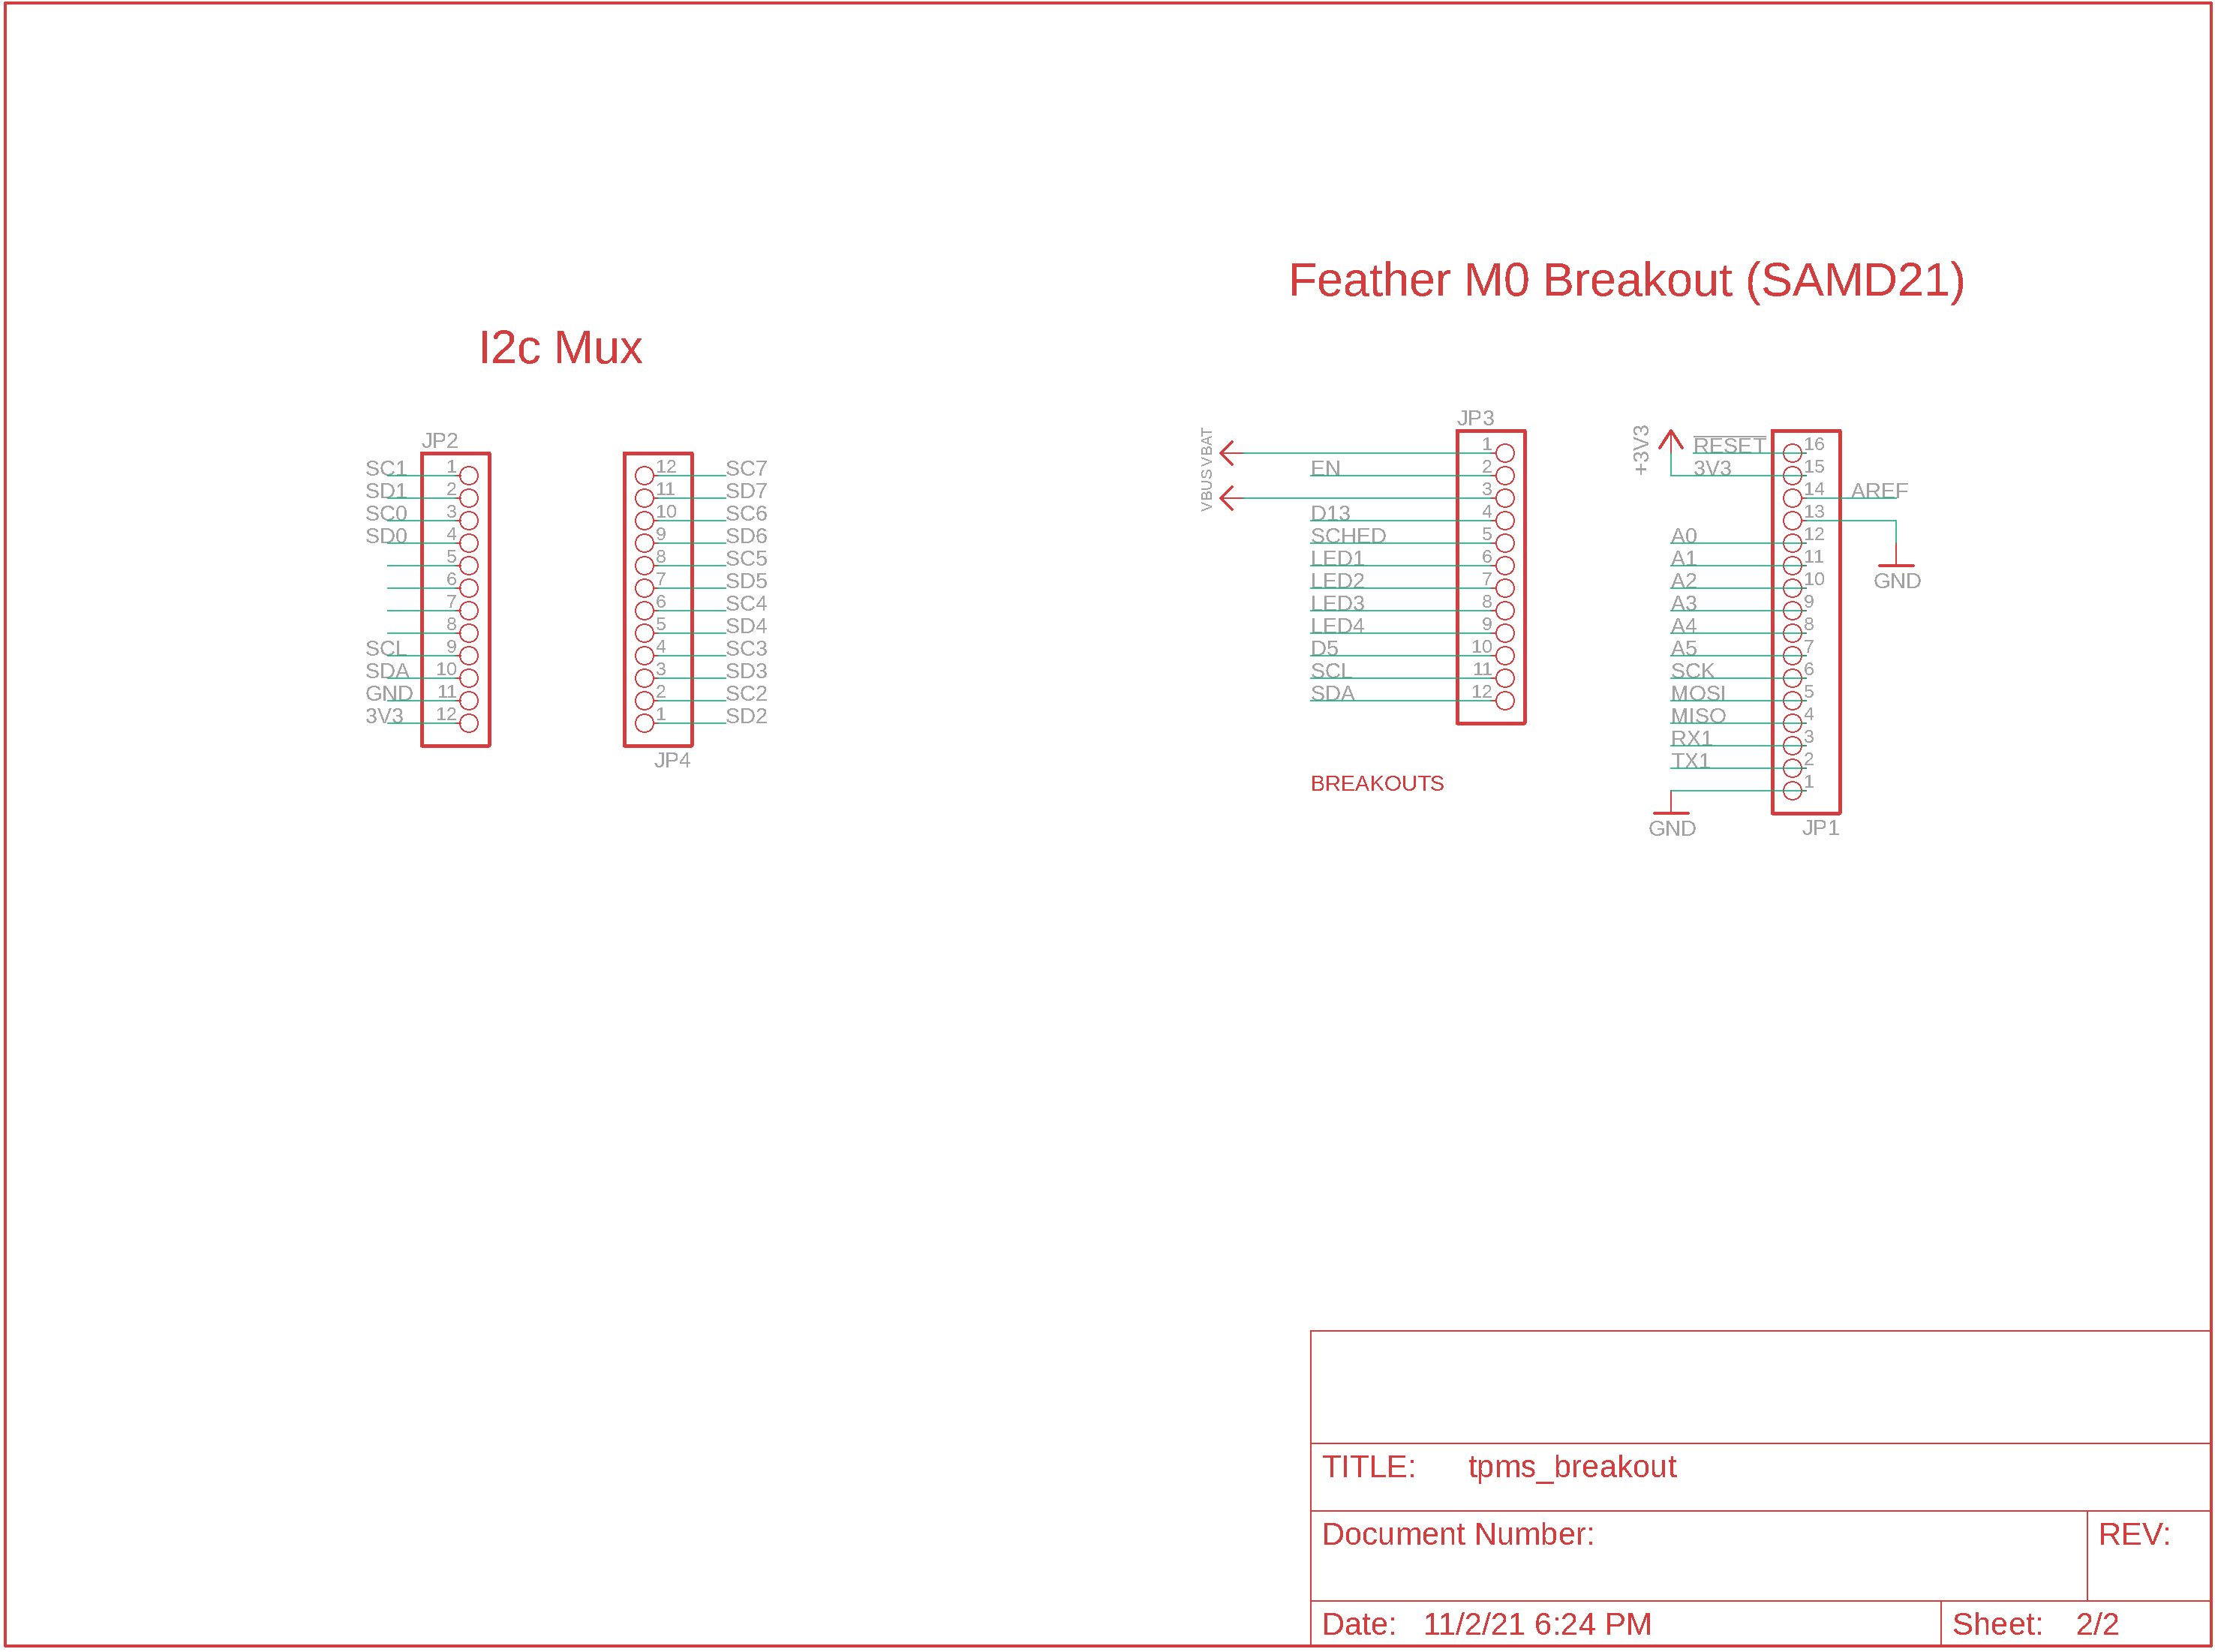 Feather M0 Breakout (SAMD21)
I2c Mux
JP2
SC1 1
SD1 2
SC0 3
SD0 4
5
6
7
8
SCL 9
SDA 10
GND 11
3V3 12
12 SC7
11 SD7
10 SC6
9 SD6
8 SC5
7 SD5
6 SC4
5 SD4
4 SC3
3 SD3
2 SC2
1 SD2
JP4
JP3
VBAT 1
EN 2
VBUS 3
D13 4
SCHED 5
LED1 6
LED2 7
LED3 8
LED4 9
D5 10
SCL 11
SDA 12
BREAKOUTS
+3V3
RESET 16
3V3 15
14 AREF
13
GND
A0 12
A1 11
A2 10
A3 9
A4 8
A5 7
SCK 6
MOSI 5
MISO 4
RX1 3
TX1 2
1
GND
JP1
TITLE: tpms_breakout
Document Number:
REV:
Date: 11/2/21 6:24 PM
Sheet: 2/2